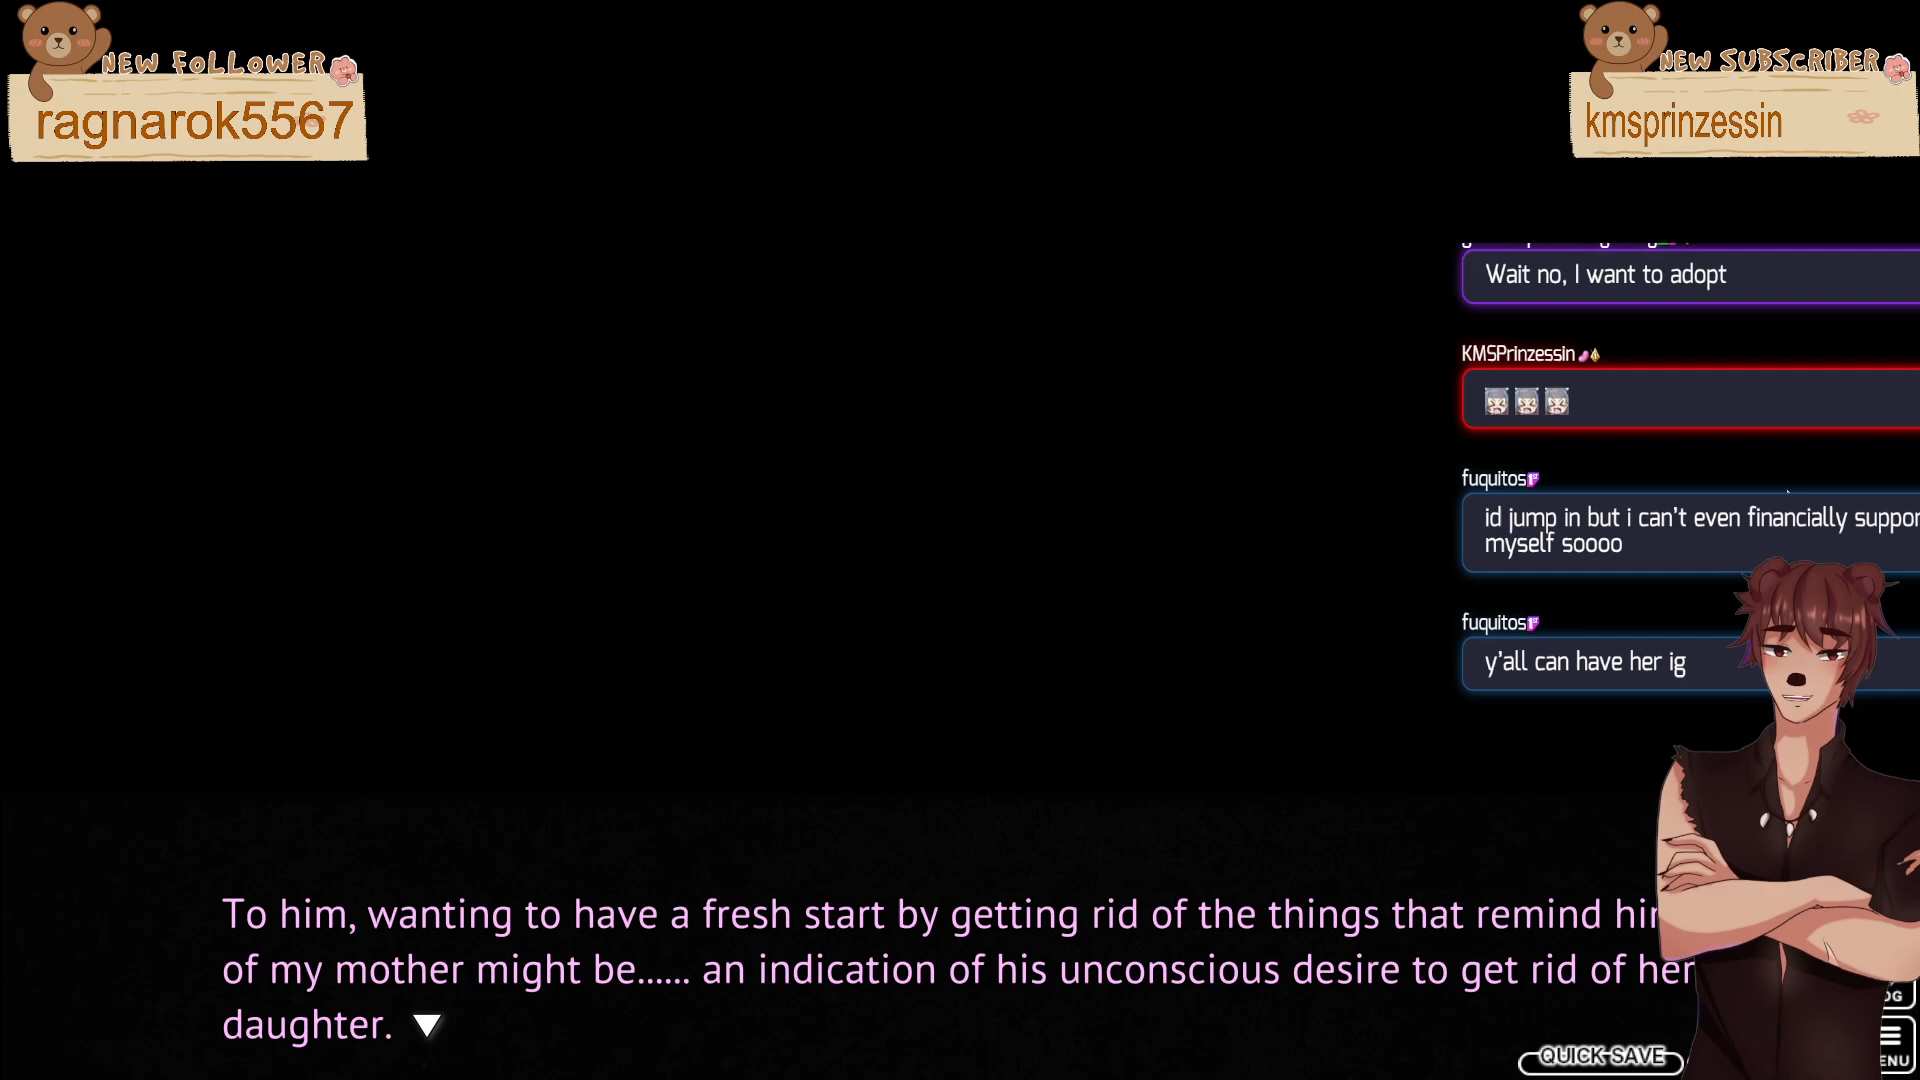 NEW FOLLOWER
ragnarok5567
NEW SUBSCRIBER
kmsprinzessin
Wait no, I want to adopt
KMSPrinzessin
fuquitos
id jump in but i can't even financially suppor
myself soooo
fuquitos
y'all can have her ig
To him, wanting to have a fresh start by getting rid of the things that remind hi
of my mother might be...... an indication of his unconscious desire to get rid of her
daughter.
OG
QUICK SAVE
ENU